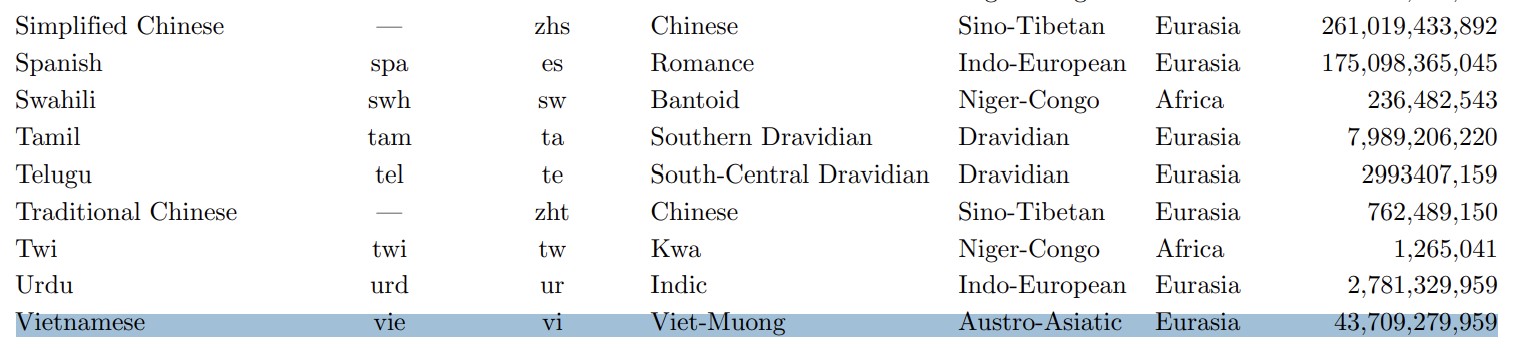 Simplified Chinese — zhs Chinese Sino-Tibetan Eurasia 261,019,433,892
Spanish spa es Romance Indo-European Eurasia 175,098,365,045
Swahili swh sw Bantoid Niger-Congo Africa 236,482,543
Tamil tam ta Southern Dravidian Dravidian Eurasia 7,989,206,220
Telugu tel te South-Central Dravidian Dravidian Eurasia 2993407,159
Traditional Chinese — zht Chinese Sino-Tibetan Eurasia 762,489,150
Twi twi tw Kwa Niger-Congo Africa 1,265,041
Urdu urd ur Indic Indo-European Eurasia 2,781,329,959
Vietnamese vie vi Viet-Muong Austro-Asiatic Eurasia 43,709,279,959